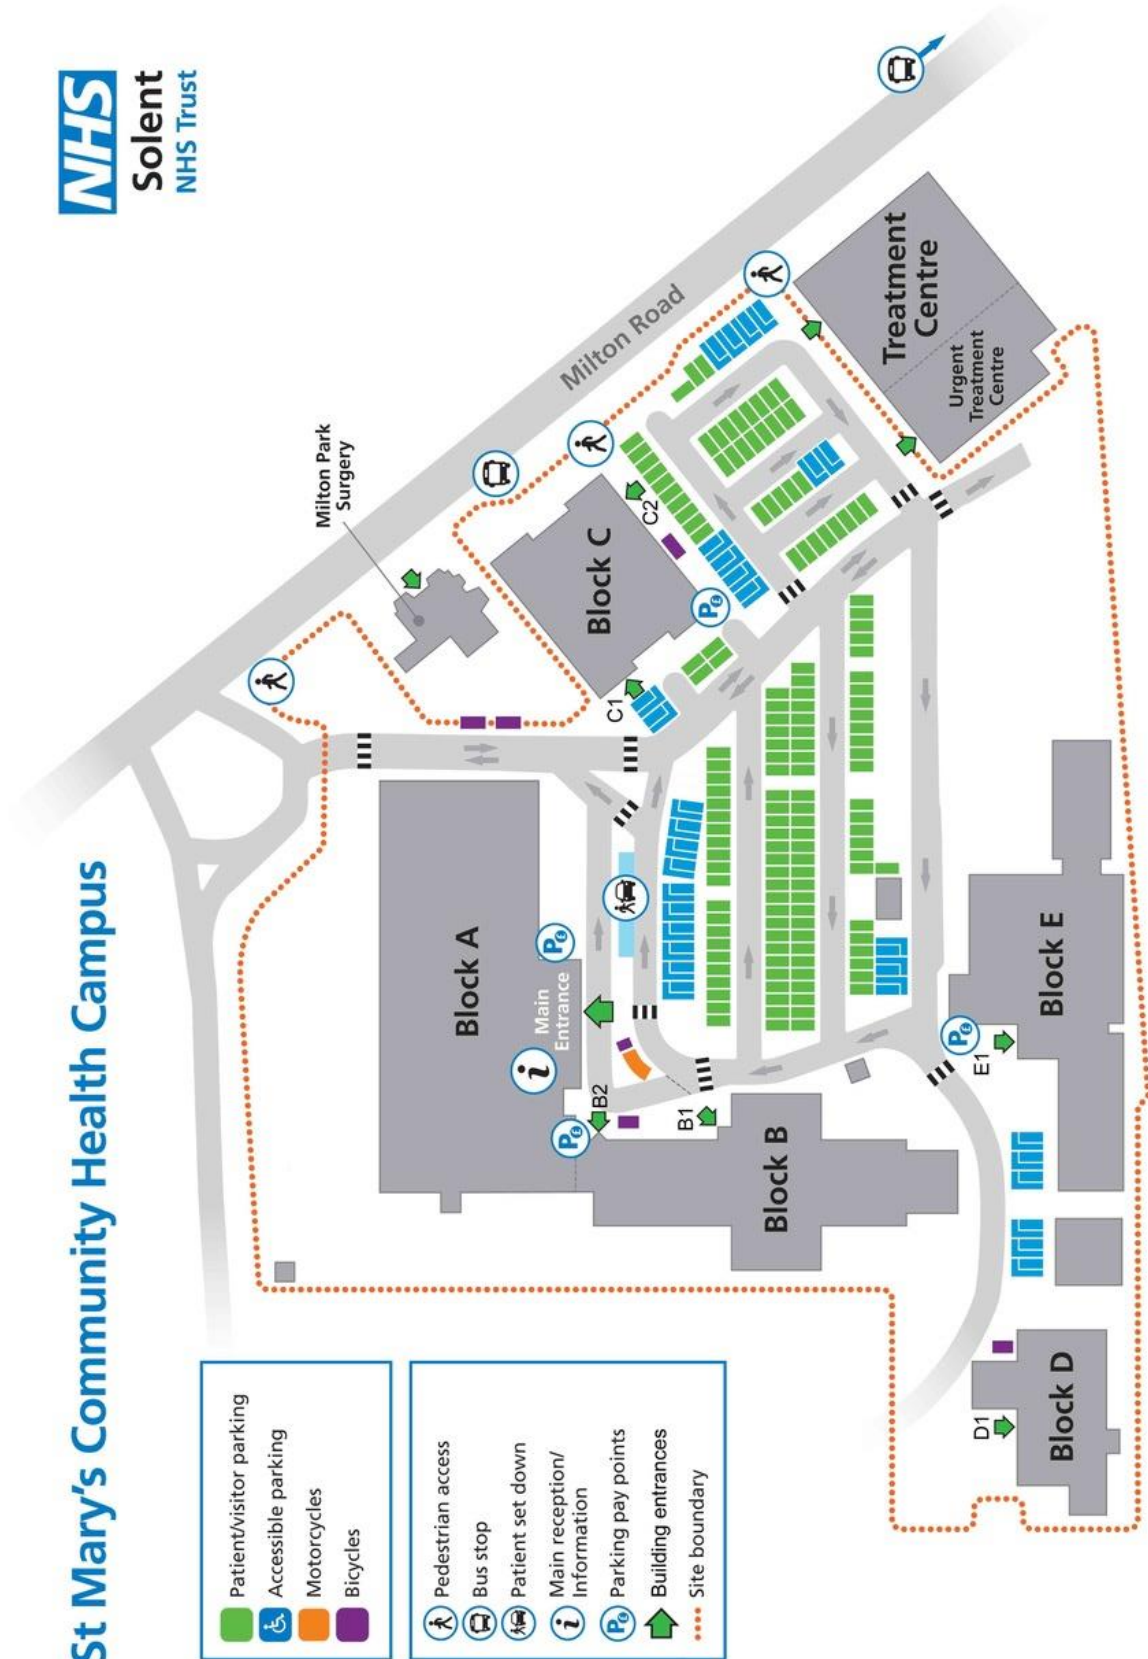 St Mary's Community Health Campus
NHS
Solent
NHS Trust
Patient/visitor parking
Accessible parking
Motorcycles
Bicycles
Pedestrian access
Bus stop
Patient set down
i
Main reception/
Information
P£
Parking pay points
Building entrances
Site boundary
Milton Park
Surgery
Milton Road
Block A
i
Main
Entrance
P£
P£
B2
B1
Block B
C1
Block C
C2
P£
Treatment
Centre
Urgent
Treatment
Centre
P£
E1
Block E
D1
Block D